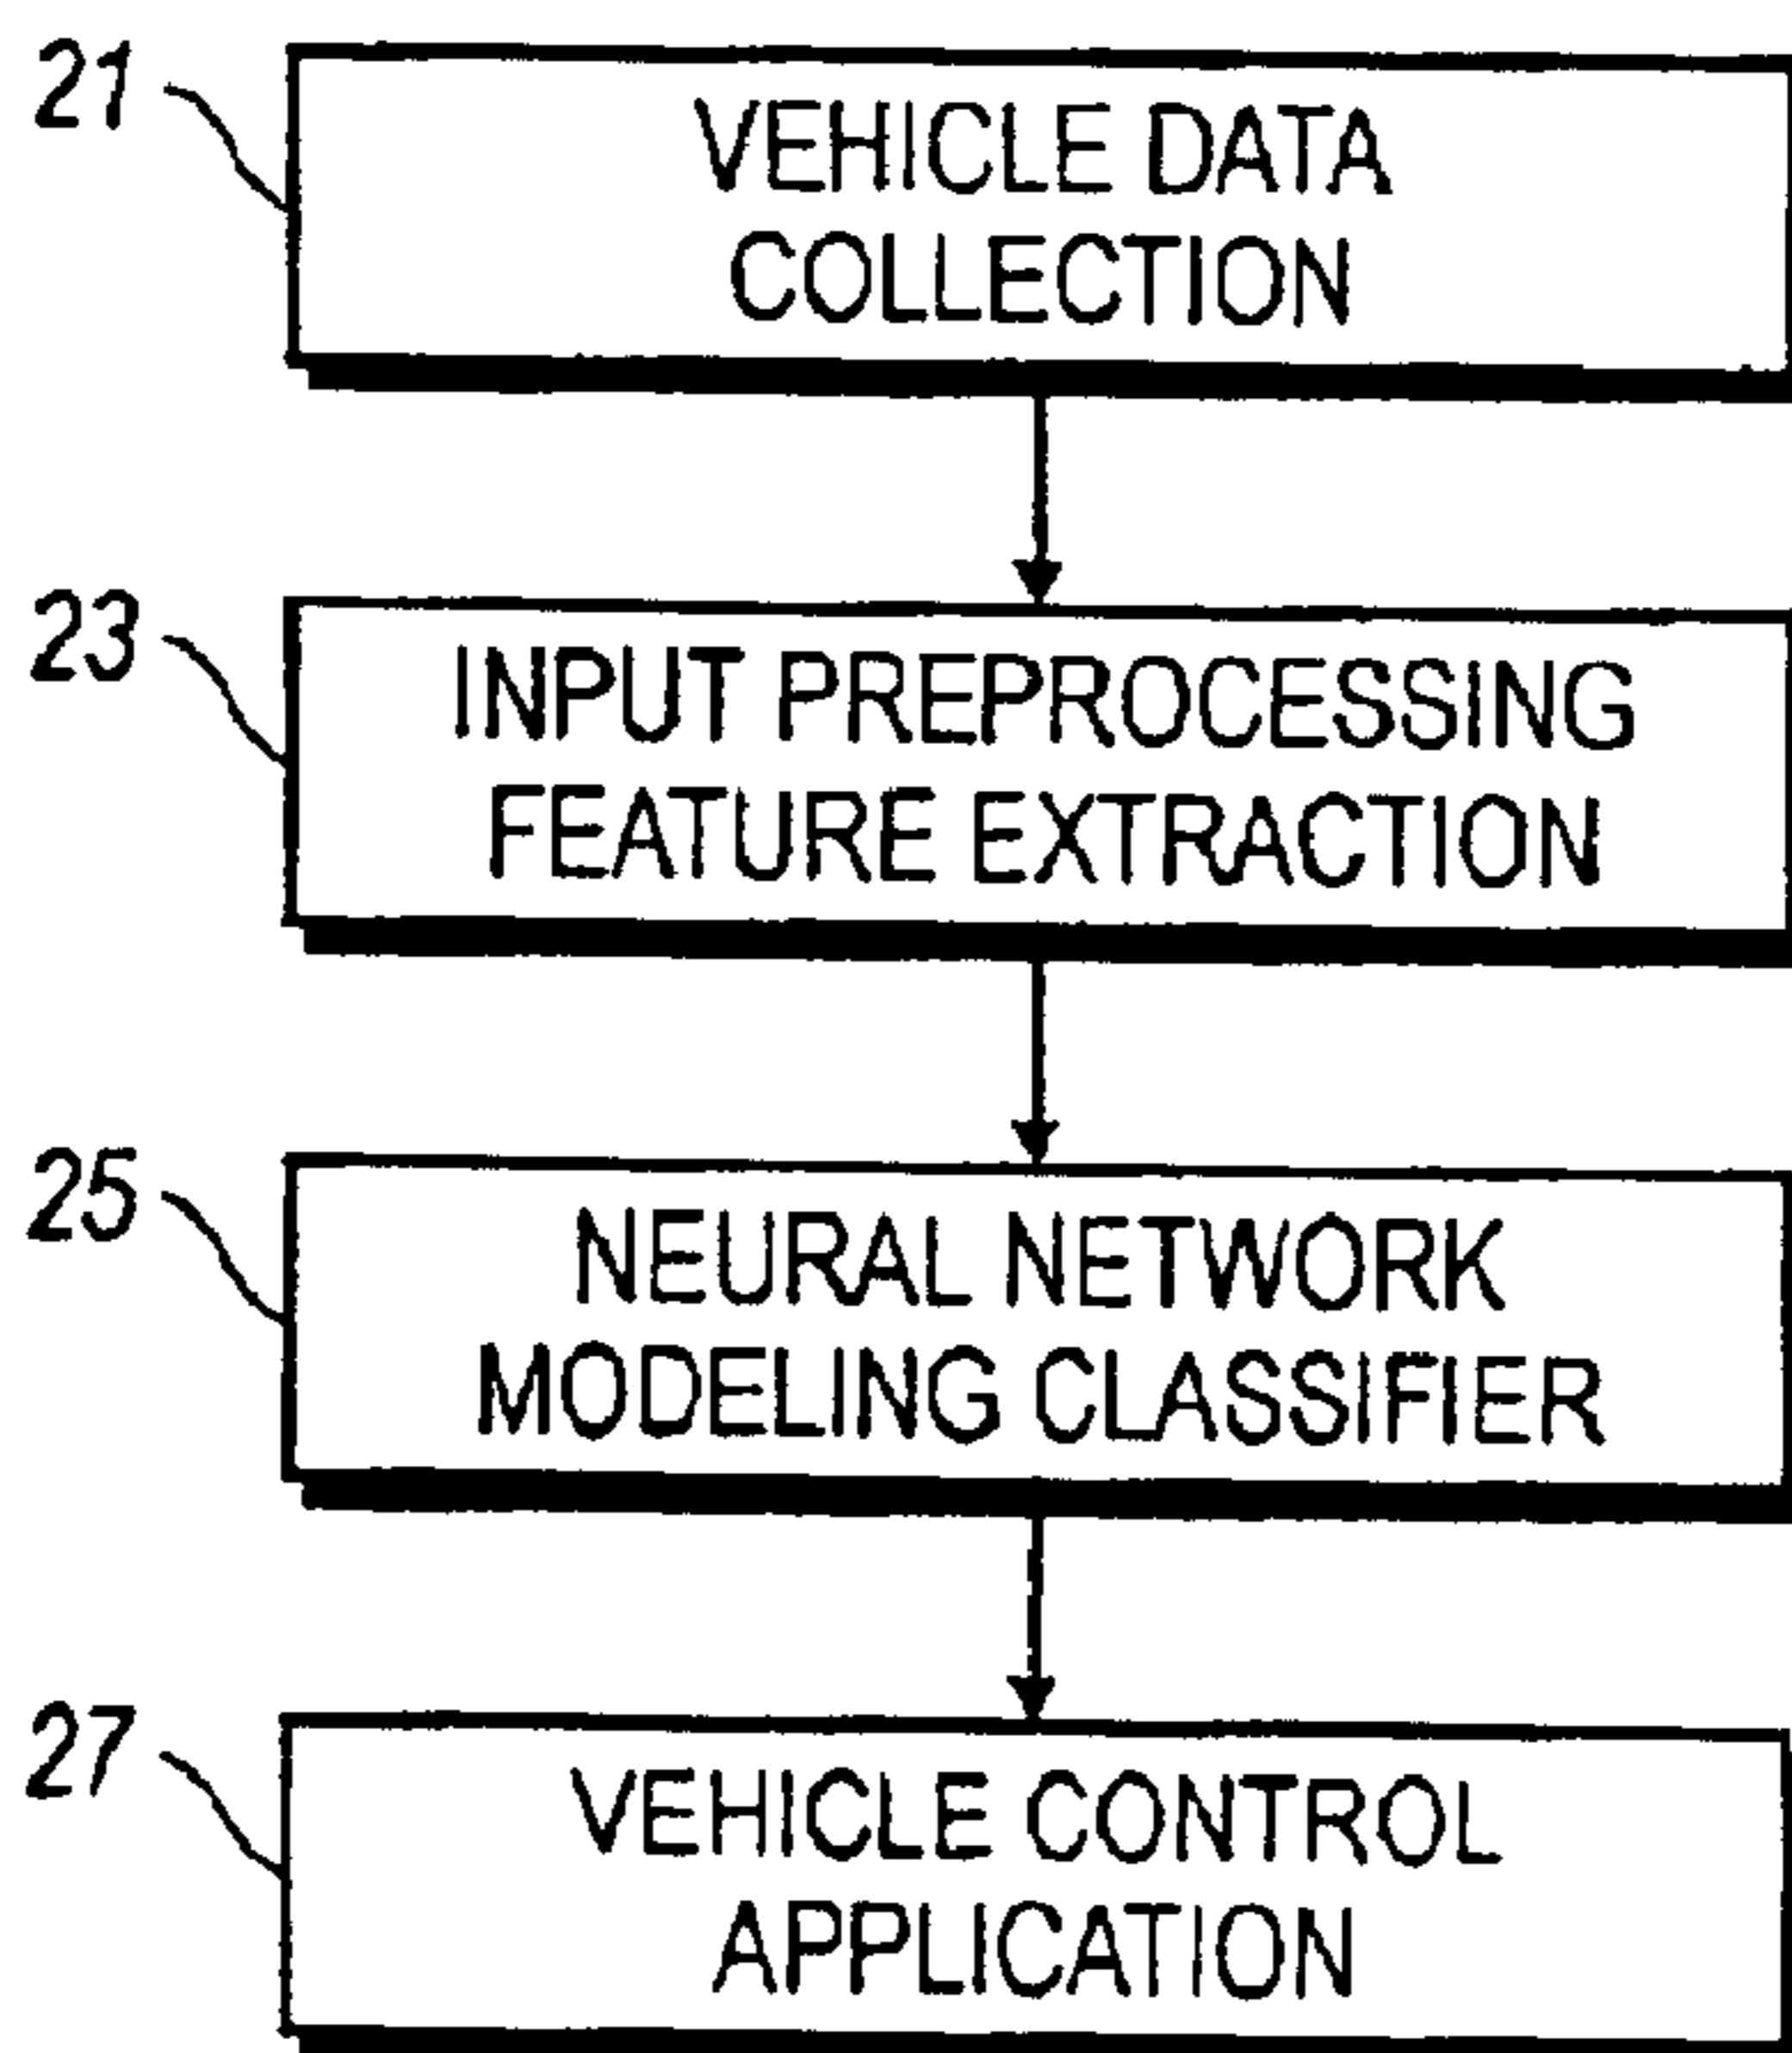 21
VEHICLE DATA
COLLECTION
23
INPUT PREPROCESSING
FEATURE EXTRACTION
25
NEURAL NETWORK
MODELING CLASSIFIER
27
VEHICLE CONTROL
APPLICATION